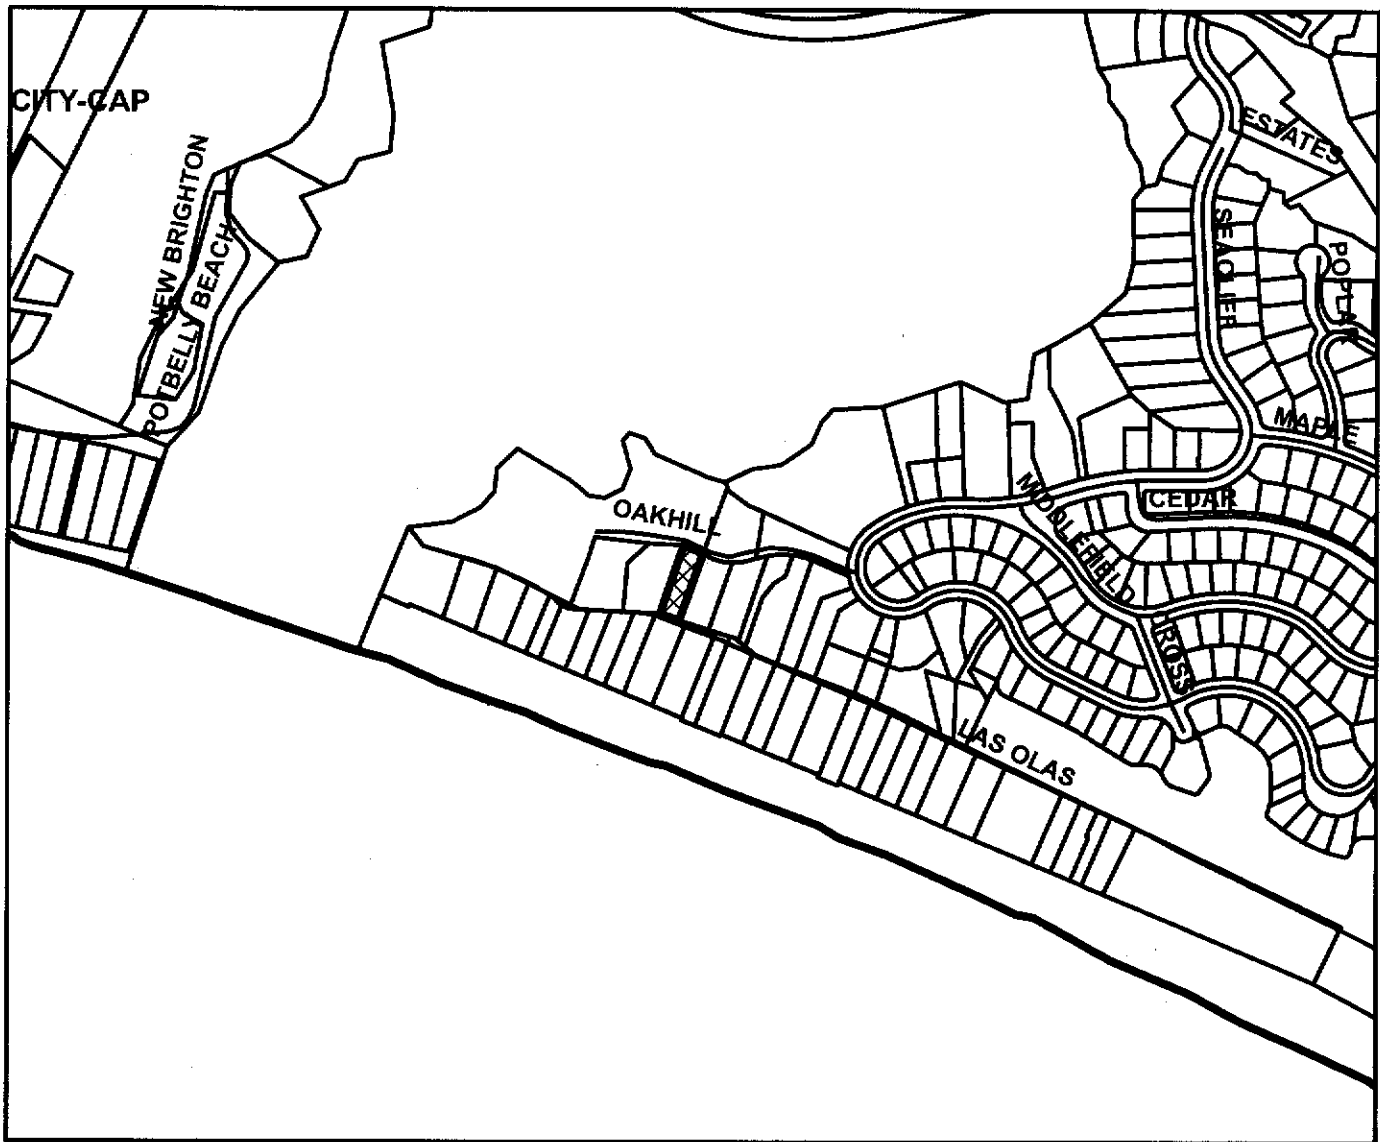 CITY-CAP
NEW BRIGHTON
POTBELLY BEACH
ESTATES
SEACLIFF
POPLAR
MAPLE
OAKHILL
MIDDLEFIELD
CEDAR
ROSS
LAS OLAS